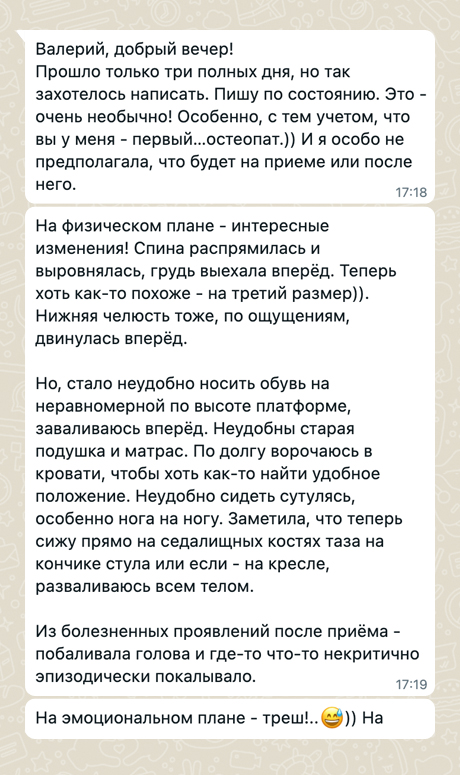 Валерий, добрый вечер!
Прошло только три полных дня, но так
захотелось написать. Пишу по состоянию. Это -
очень необычно! Особенно, с тем учетом, что
вы у меня - первый...остеопат.)) И я особо не
предполагала, что будет на приеме или после
него.
17:18
На физическом плане - интересные
изменения! Спина распрямилась и
выровнялась, грудь выехала вперёд. Теперь
хоть как-то похоже - на третий размер)).
Нижняя челюсть тоже, по ощущениям,
двинулась вперёд.
Но, стало неудобно носить обувь на
неравномерной по высоте платформе,
заваливаюсь вперёд. Неудобны старая
подушка и матрас. По долгу ворочаюсь в
кровати, чтобы хоть как-то найти удобное
положение. Неудобно сидеть сутулясь,
особенно нога на ногу. Заметила, что теперь
сижу прямо на седалищных костях таза на
кончике стула или если - на кресле,
разваливаюсь всем телом.
Из болезненных проявлений после приёма -
побаливала голова и где-то что-то некритично
эпизодически покалывало.
17:19
На эмоциональном плане - треш!..😅)) На